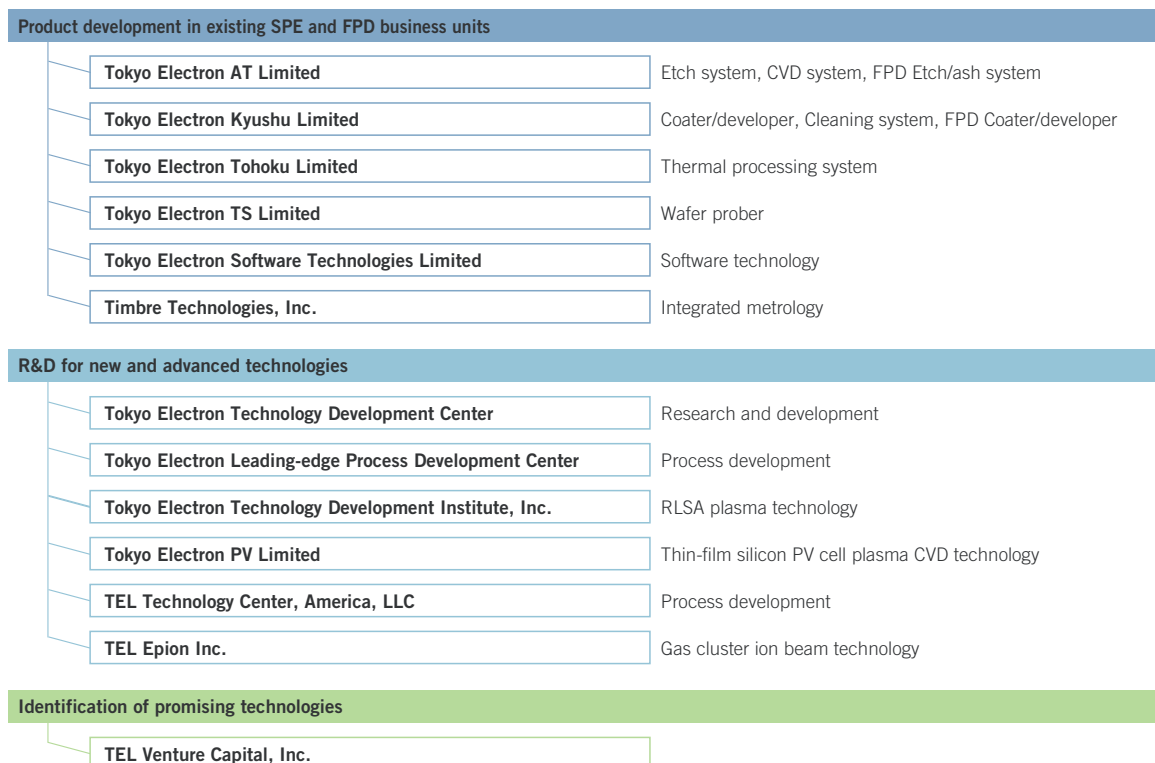 Product development in existing SPE and FPD business units
Tokyo Electron AT Limited Etch system, CVD system, FPD Etch/ash system
Tokyo Electron Kyushu Limited Coater/developer, Cleaning system, FPD Coater/developer
Tokyo Electron Tohoku Limited Thermal processing system
Tokyo Electron TS Limited Wafer prober
Tokyo Electron Software Technologies Limited Software technology
Timbre Technologies, Inc. Integrated metrology
R&D for new and advanced technologies
Tokyo Electron Technology Development Center Research and development
Tokyo Electron Leading-edge Process Development Center Process development
Tokyo Electron Technology Development Institute, Inc. RLSA plasma technology
Tokyo Electron PV Limited Thin-film silicon PV cell plasma CVD technology
TEL Technology Center, America, LLC Process development
TEL Epion Inc. Gas cluster ion beam technology
Identification of promising technologies
TEL Venture Capital, Inc.